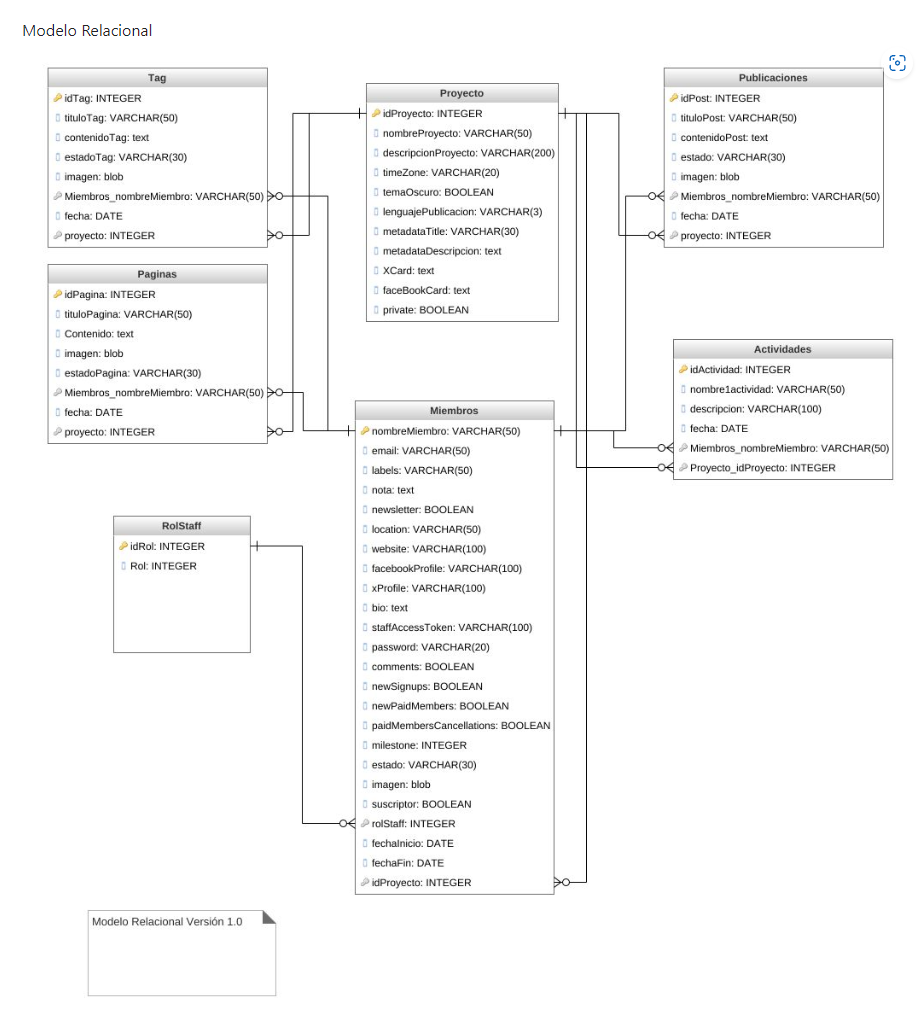 Modelo Relacional
Tag
idTag: INTEGER
tituloTag: VARCHAR(50)
contenidoTag: text
estadoTag: VARCHAR(30)
imagen: blob
Miembros_nombreMiembro: VARCHAR(50)
fecha: DATE
proyecto: INTEGER
Proyecto
idProyecto: INTEGER
nombreProyecto: VARCHAR(50)
descripcionProyecto: VARCHAR(200)
timeZone: VARCHAR(20)
temaOscuro: BOOLEAN
lenguajePublicacion: VARCHAR(3)
metadataTitle: VARCHAR(30)
metadataDescripcion: text
XCard: text
faceBookCard: text
private: BOOLEAN
Publicaciones
idPost: INTEGER
tituloPost: VARCHAR(50)
contenidoPost: text
estado: VARCHAR(30)
imagen: blob
Miembros_nombreMiembro: VARCHAR(50)
fecha: DATE
proyecto: INTEGER
Paginas
idPagina: INTEGER
tituloPagina: VARCHAR(50)
Contenido: text
imagen: blob
estadoPagina: VARCHAR(30)
Miembros_nombreMiembro: VARCHAR(50)
fecha: DATE
proyecto: INTEGER
Actividades
idActividad: INTEGER
nombre1actividad: VARCHAR(50)
descripcion: VARCHAR(100)
fecha: DATE
Miembros_nombreMiembro: VARCHAR(50)
Proyecto_idProyecto: INTEGER
Miembros
nombreMiembro: VARCHAR(50)
email: VARCHAR(50)
labels: VARCHAR(50)
nota: text
newsletter: BOOLEAN
location: VARCHAR(50)
website: VARCHAR(100)
facebookProfile: VARCHAR(100)
xProfile: VARCHAR(100)
bio: text
staffAccessToken: VARCHAR(100)
password: VARCHAR(20)
comments: BOOLEAN
newSignups: BOOLEAN
newPaidMembers: BOOLEAN
paidMembersCancellations: BOOLEAN
milestone: INTEGER
estado: VARCHAR(30)
imagen: blob
suscriptor: BOOLEAN
rolStaff: INTEGER
fechaInicio: DATE
fechaFin: DATE
idProyecto: INTEGER
RolStaff
idRol: INTEGER
Rol: INTEGER
Modelo Relacional Versión 1.0